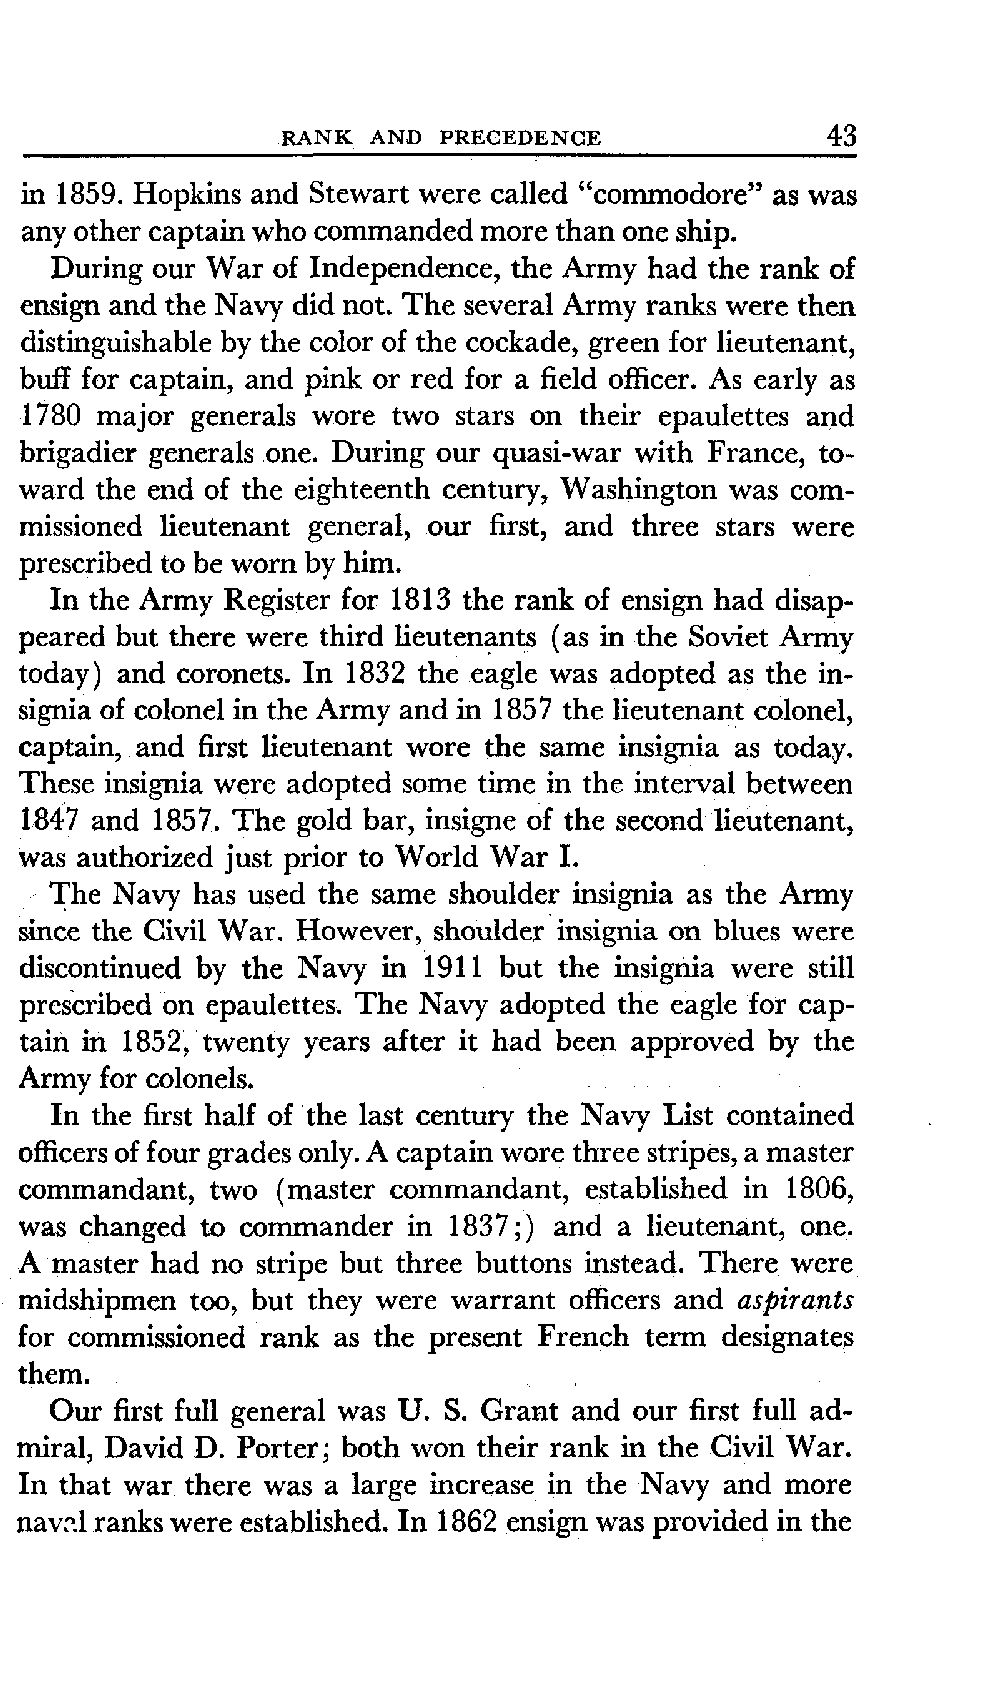 RANK AND PRECEDENCE 43
in 1859. Hopkins and Stewart were called “commodore” as was
any other captain who commanded more than one ship.
During our War of Independence, the Army had the rank of
ensign and the Navy did not. The several Army ranks were then
distinguishable by the color of the cockade, green for lieutenant,
buff for captain, and pink or red for a field officer. As early as
1780 major generals wore two stars on their epaulettes and
brigadier generals one. During our quasi-war with France, to-
ward the end of the eighteenth century, Washington was com-
missioned lieutenant general, our first, and three stars were
prescribed to be worn by him.
In the Army Register for 1813 the rank of ensign had disap-
peared but there were third lieutenants (as in the Soviet Army
today) and coronets. In 1832 the eagle was adopted as the in-
signia of colonel in the Army and in 1857 the lieutenant colonel,
captain, and first lieutenant wore the same insignia as today.
These insignia were adopted some time in the interval between
1847 and 1857. The gold bar, insigne of the second lieutenant,
was authorized just prior to World War I.
The Navy has used the same shoulder insignia as the Army
since the Civil War. However, shoulder insignia on blues were
discontinued by the Navy in 1911 but the insignia were still
prescribed on epaulettes. The Navy adopted the eagle for cap-
tain in 1852, twenty years after it had been approved by the
Army for colonels.
In the first half of the last century the Navy List contained
officers of four grades only. A captain wore three stripes, a master
commandant, two (master commandant, established in 1806,
was changed to commander in 1837;) and a lieutenant, one.
A master had no stripe but three buttons instead. There were
midshipmen too, but they were warrant officers and aspirants
for commissioned rank as the present French term designates
them.
Our first full general was U. S. Grant and our first full ad-
miral, David D. Porter; both won their rank in the Civil War.
In that war there was a large increase in the Navy and more
naval ranks were established. In 1862 ensign was provided in the